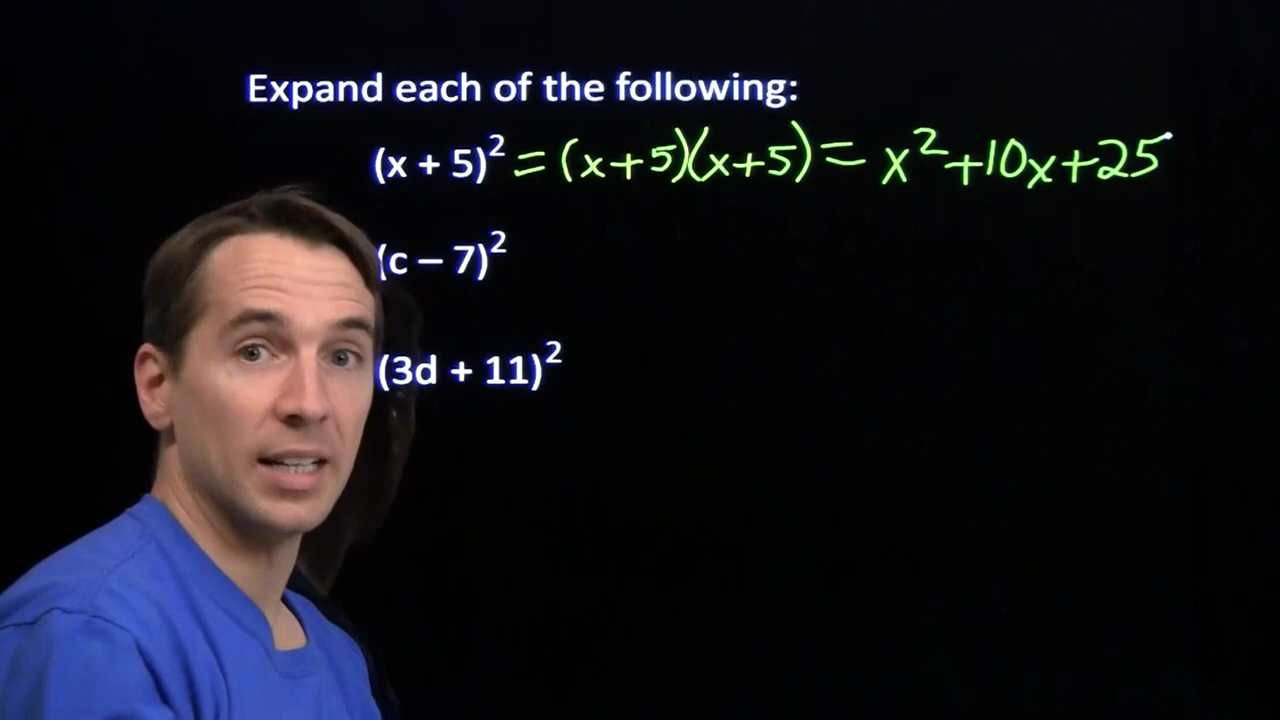 Expand each of the following:
(x + 5)² = (x+5)(x+5) = x²+10x+25
(c – 7)²
(3d + 11)²